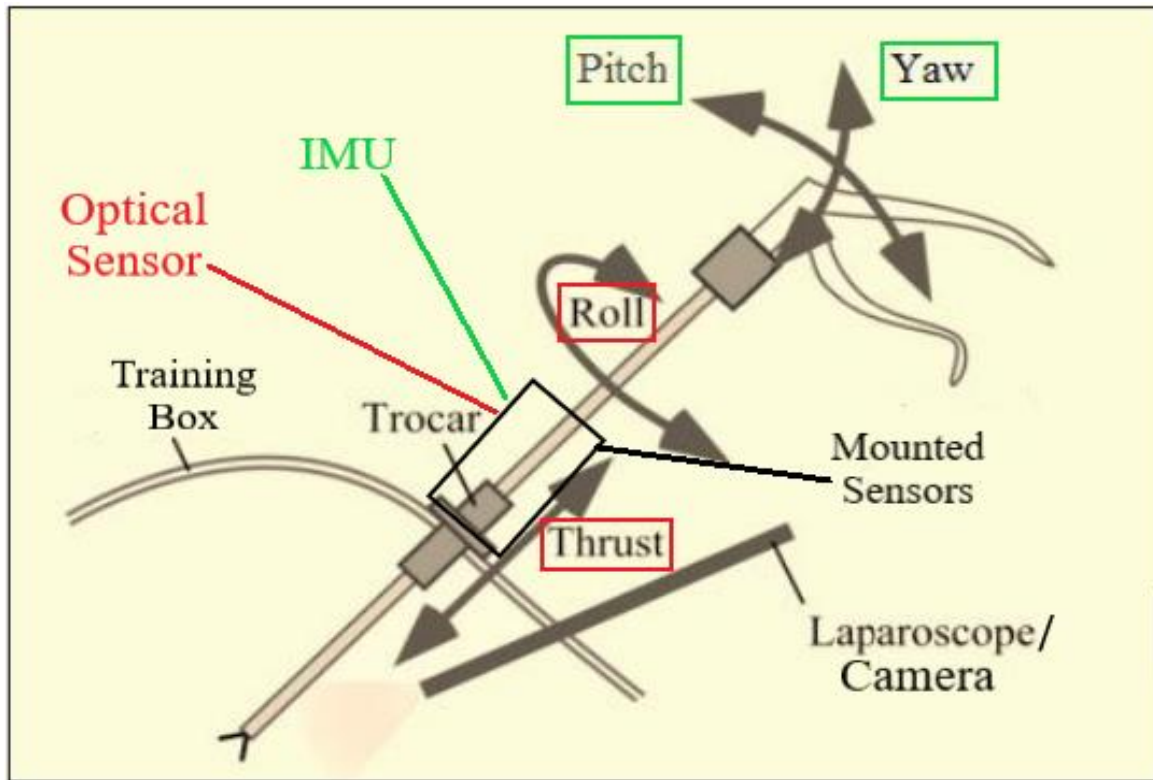 Pitch
Yaw
IMU
Optical
Sensor
Roll
Training
Box
Trocar
Mounted
Sensors
Thrust
Laparoscope/
Camera